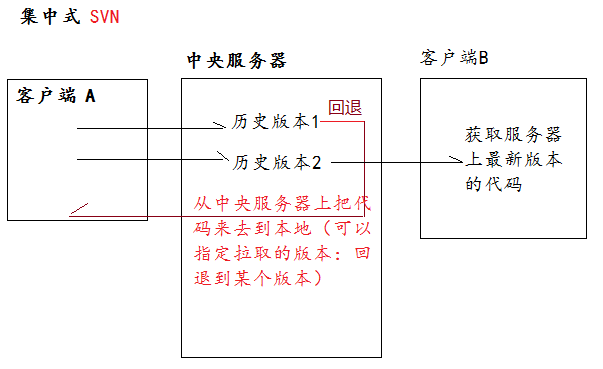 集中式 SVN
中央服务器
客户端B
客户端 A
历史版本1
回退
历史版本2
获取服务器
上最新版本
的代码
从中央服务器上把代
码来去到本地（可以
指定拉取的版本：回
退到某个版本）